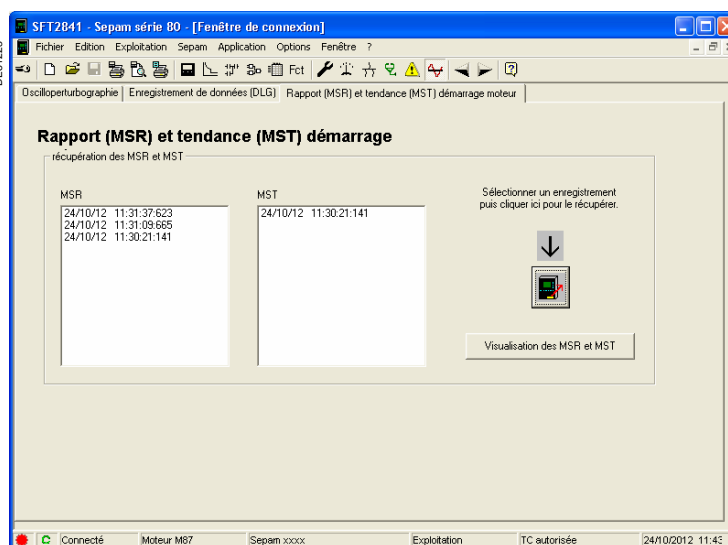 SFT2841 - Sepam série 80 - [Fenêtre de connexion]
Fichier Edition Exploitation Sepam Application Options Fenêtre ?
Fct
Oscilloperturbographie Enregistrement de données (DLG) Rapport (MSR) et tendance (MST) démarrage moteur
Rapport (MSR) et tendance (MST) démarrage
récupération des MSR et MST
MSR
24/10/12 11:31:37:623
24/10/12 11:31:09:665
24/10/12 11:30:21:141
MST
24/10/12 11:30:21:141
Sélectionner un enregistrement
puis cliquer ici pour le récupérer.
Visualisation des MSR et MST
Connecté Moteur M87 Sepam xxxx Exploitation TC autorisée 24/10/2012 11:43